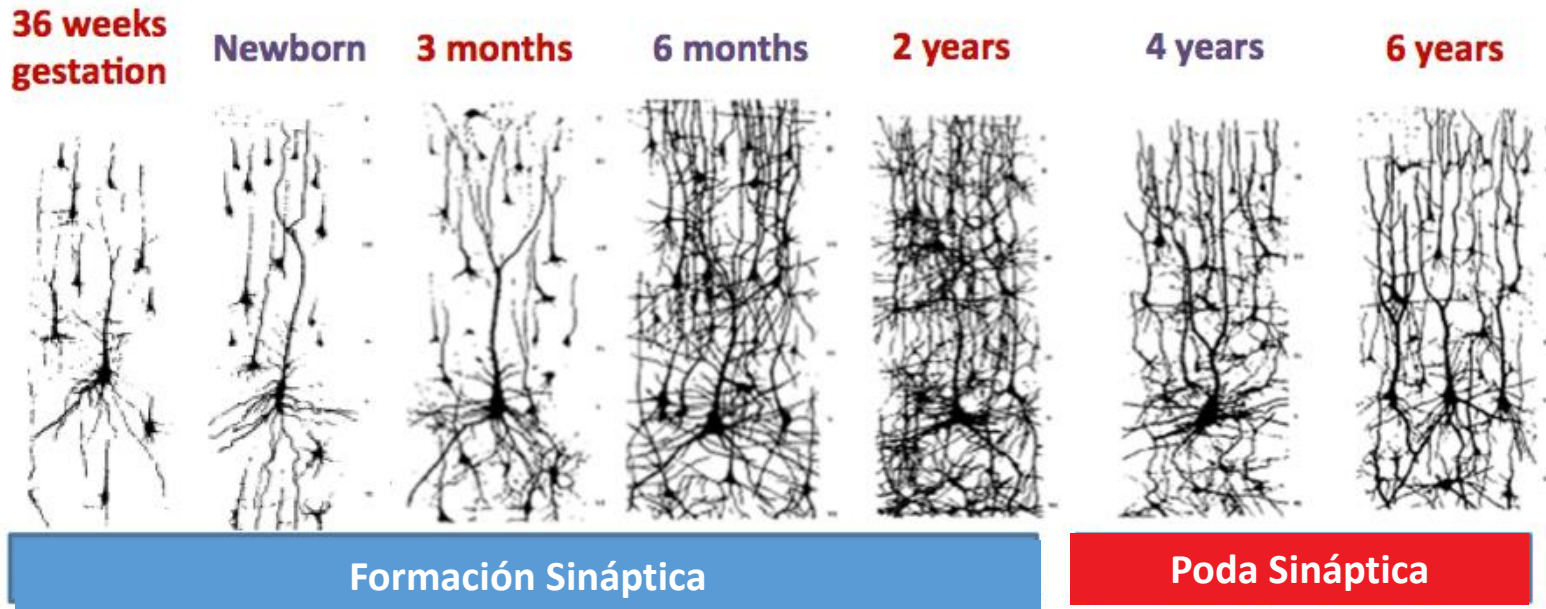 36 weeks
gestation
Newborn
3 months
6 months
2 years
4 years
6 years
Formación Sináptica
Poda Sináptica